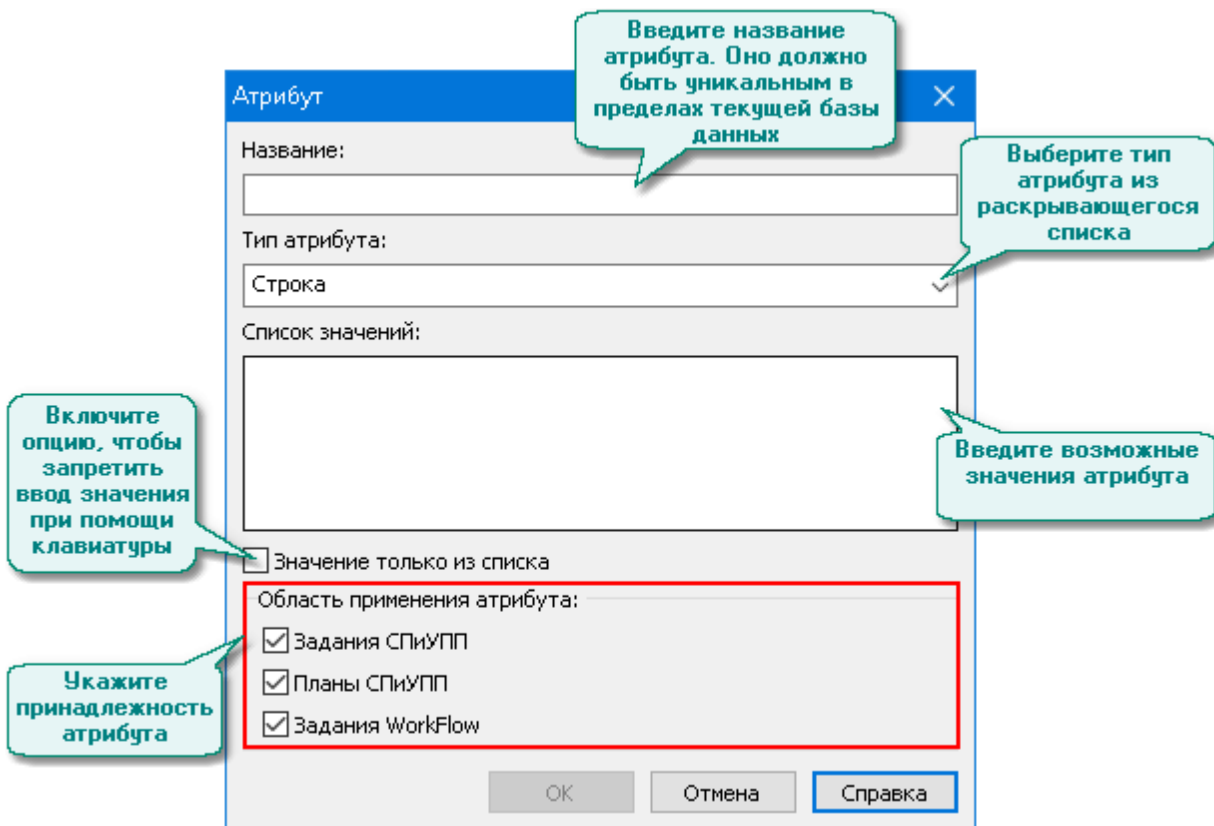 Введите название
атрибута. Оно должно
быть уникальным в
пределах текущей базы
данных
Атрибут
Название:
Выберите тип
атрибута из
раскрывающегося
списка
Тип атрибута:
Строка
Список значений:
Введите возможные
значения атрибута
Включите
опцию, чтобы
запретить
ввод значения
при помощи
клавиатуры
Значение только из списка
Область применения атрибута:
Задания СПиУПП
Планы СПиУПП
Задания WorkFlow
Укажите
принадлежность
атрибута
ОК
Отмена
Справка